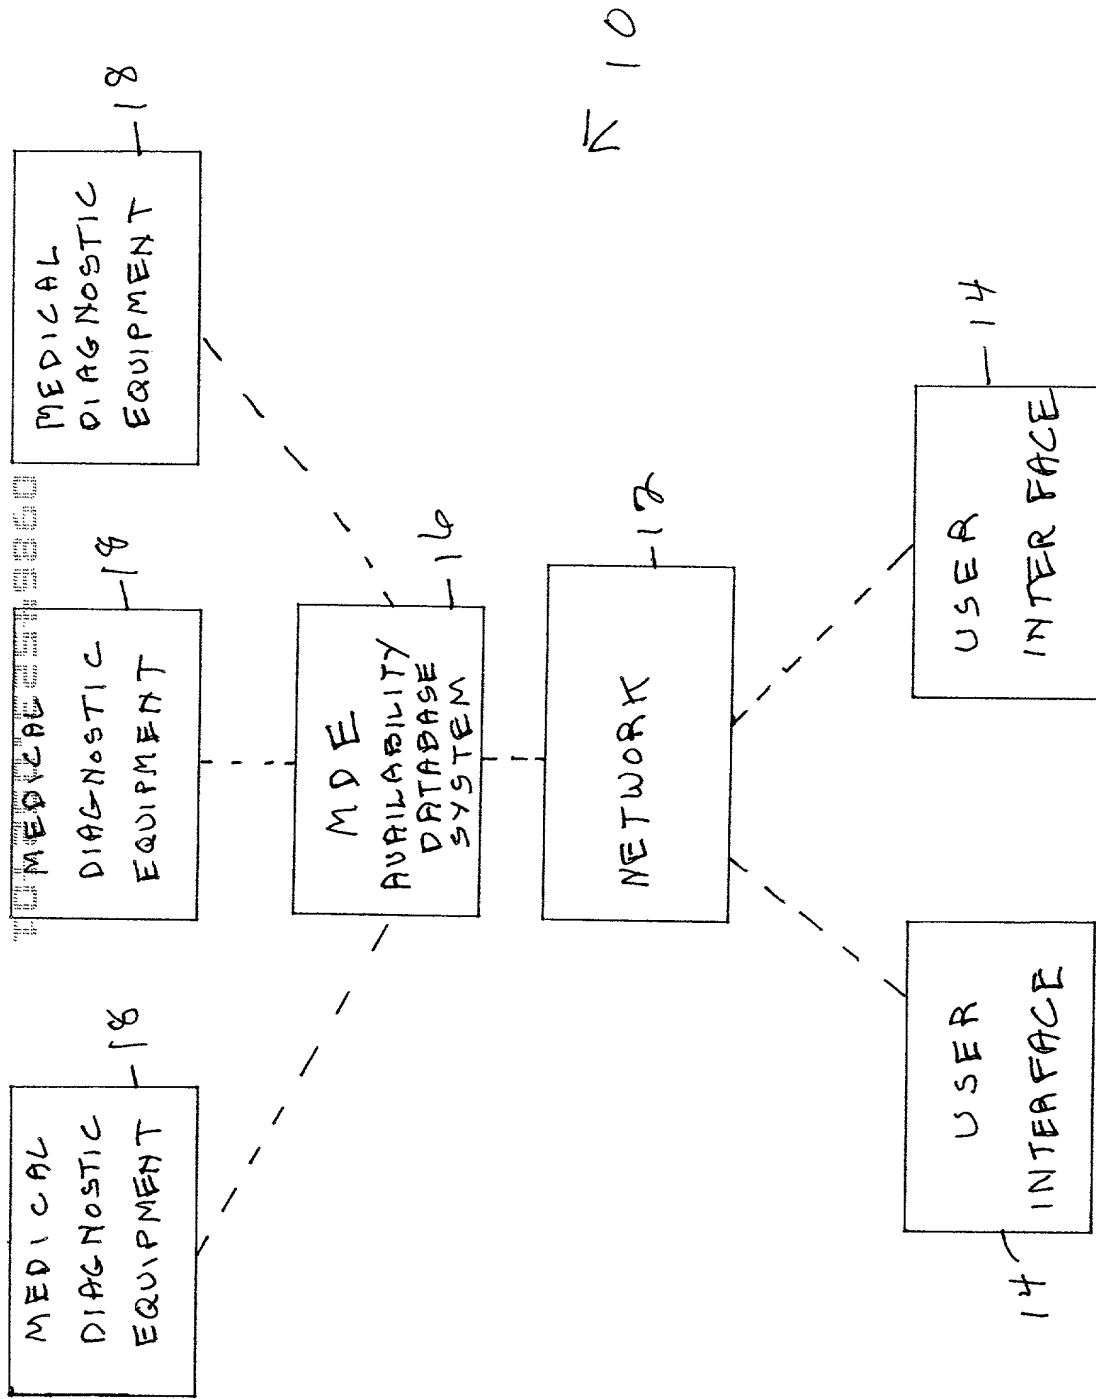 MEDICAL
DIAGNOSTIC
EQUIPMENT
18
MEDICAL
DIAGNOSTIC
EQUIPMENT
18
MEDICAL
DIAGNOSTIC
EQUIPMENT
18
MDE
AVAILABILITY
DATABASE
SYSTEM
16
NETWORK
12
USER
INTERFACE
14
USER
INTERFACE
14
10